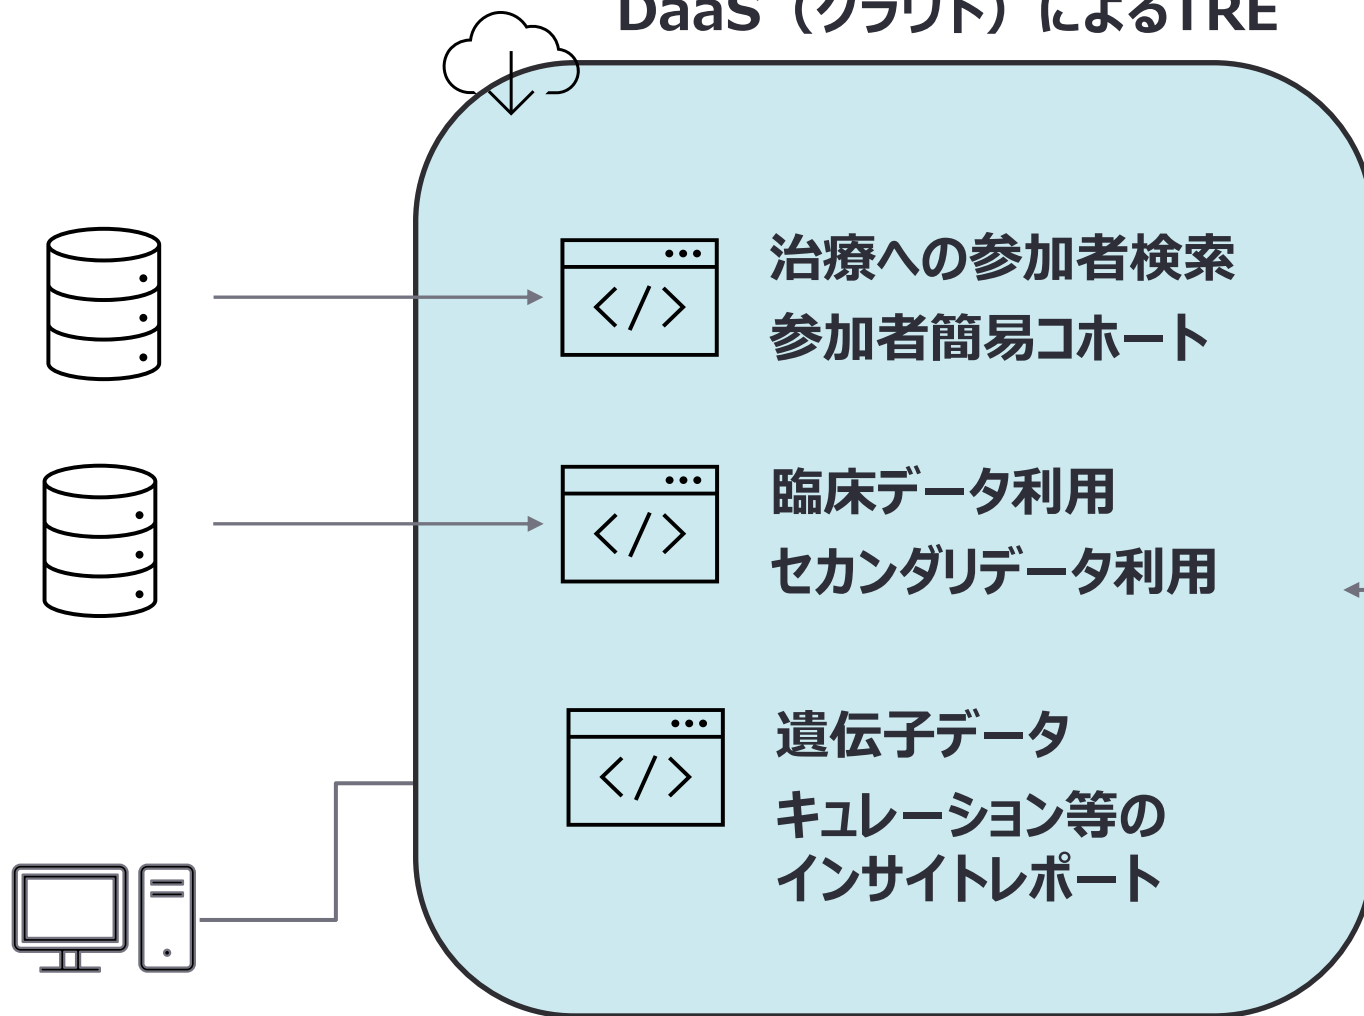 DaaS（クラウド）によるTRE
治療への参加者検索
参加者簡易コホート
臨床データ利用
セカンダリデータ利用
遺伝子データ
キュレーション等の
インサイトレポート